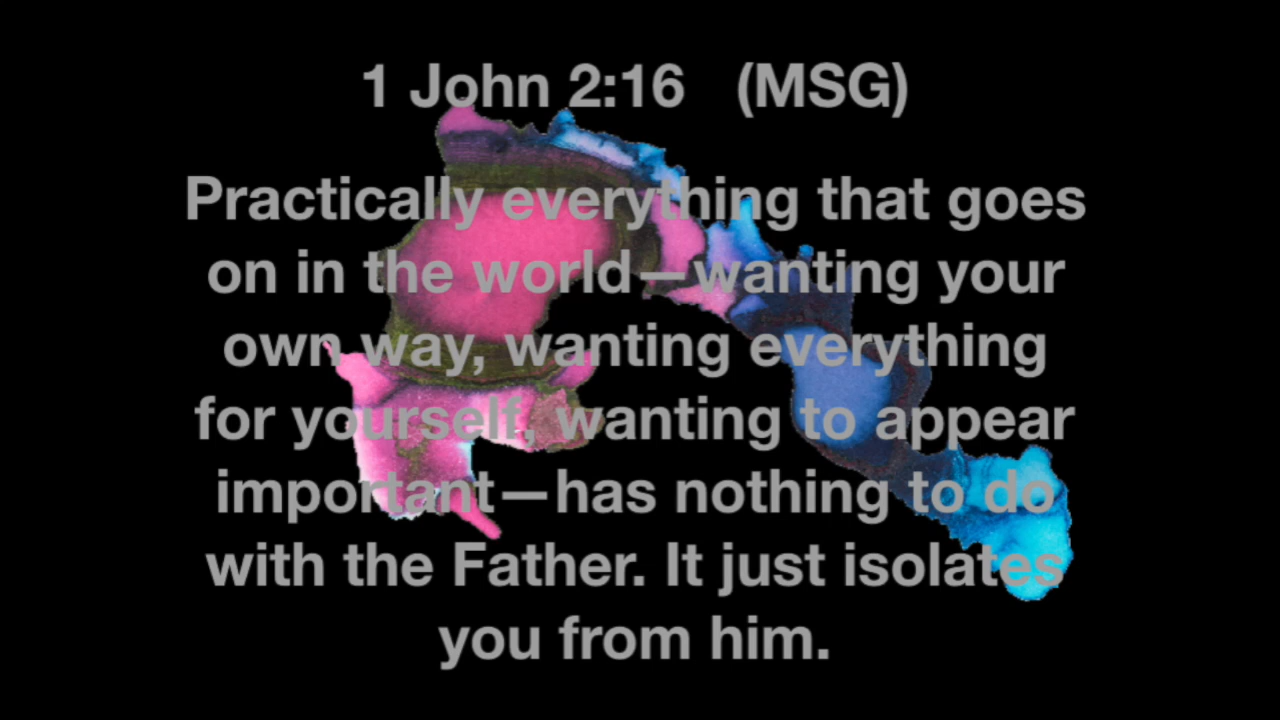 1 John 2:16 (MSG)
Practically everything that goes
on in the world—wanting your
own way, wanting everything
for yourself, wanting to appear
important—has nothing to do
with the Father. It just isolates
you from him.